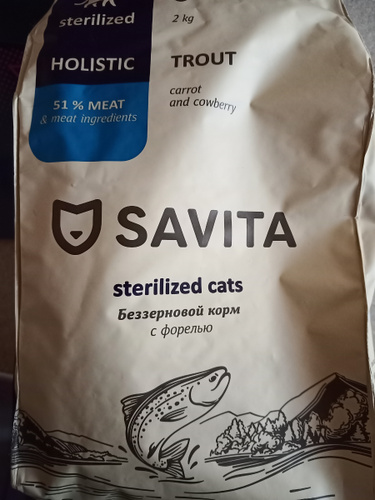 sterilized
2 kg
HOLISTIC
TROUT
51 % MEAT
& meat ingredients
carrot
and cowberry
SAVITA
sterilized cats
Беззерновой корм
с форелью